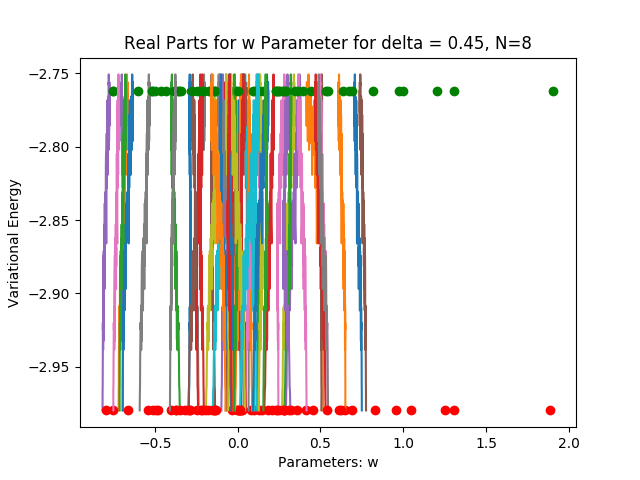 Real Parts for w Parameter for delta = 0.45, N=8
Variational Energy
−2.75
−2.80
−2.85
−2.90
−2.95
−0.5 0.0 0.5 1.0 1.5 2.0
Parameters: w